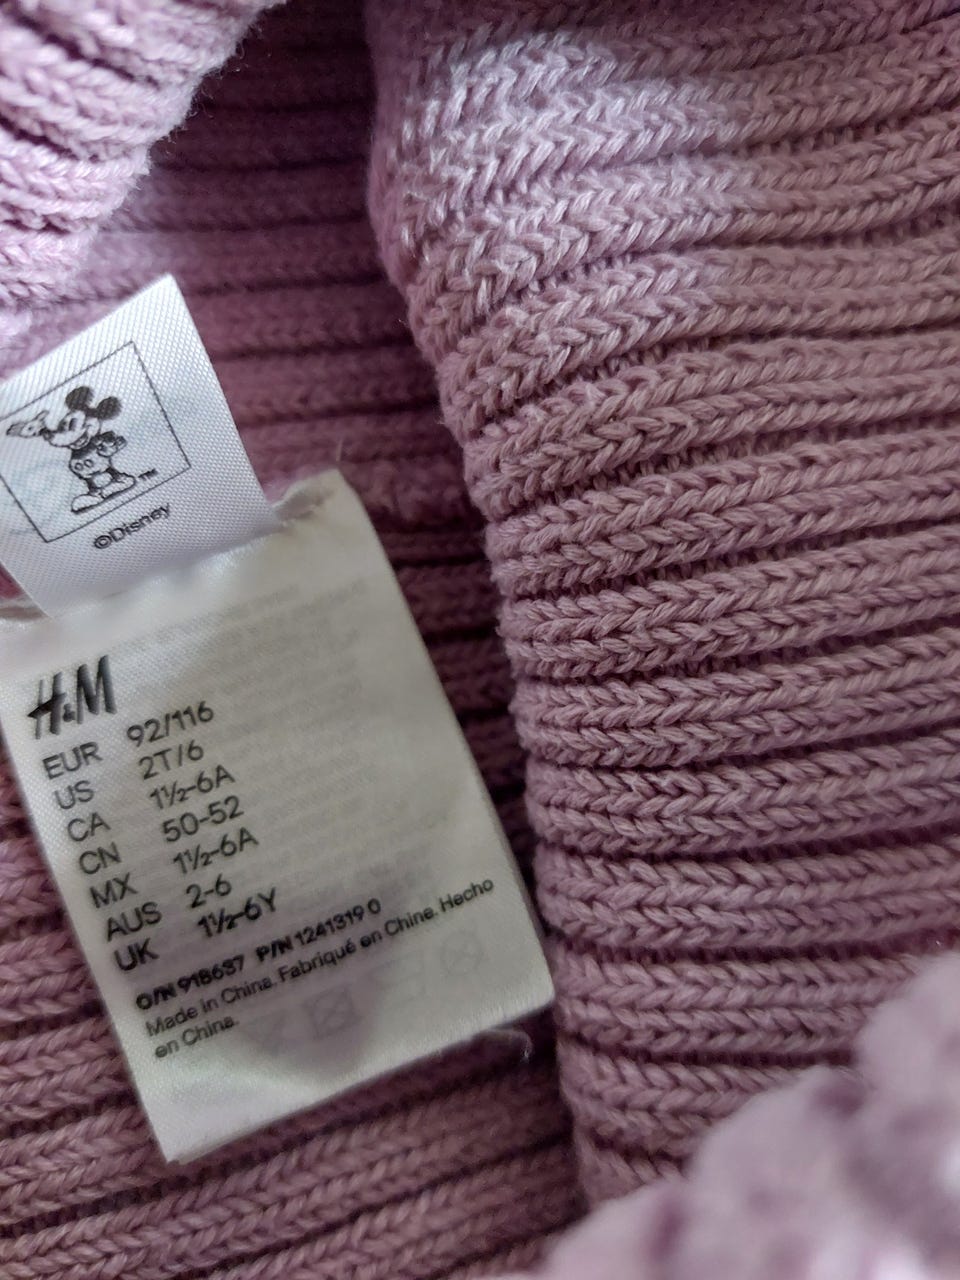 ©Disney
H&M
EUR 92/116
US 2T/6
CA 1½-6A
CN 50-52
MX 1½-6A
AUS 2-6
UK 1½-6Y
O/N 918637 P/N 1241319 0
Made in China. Fabriqué en Chine. Hecho
en China.